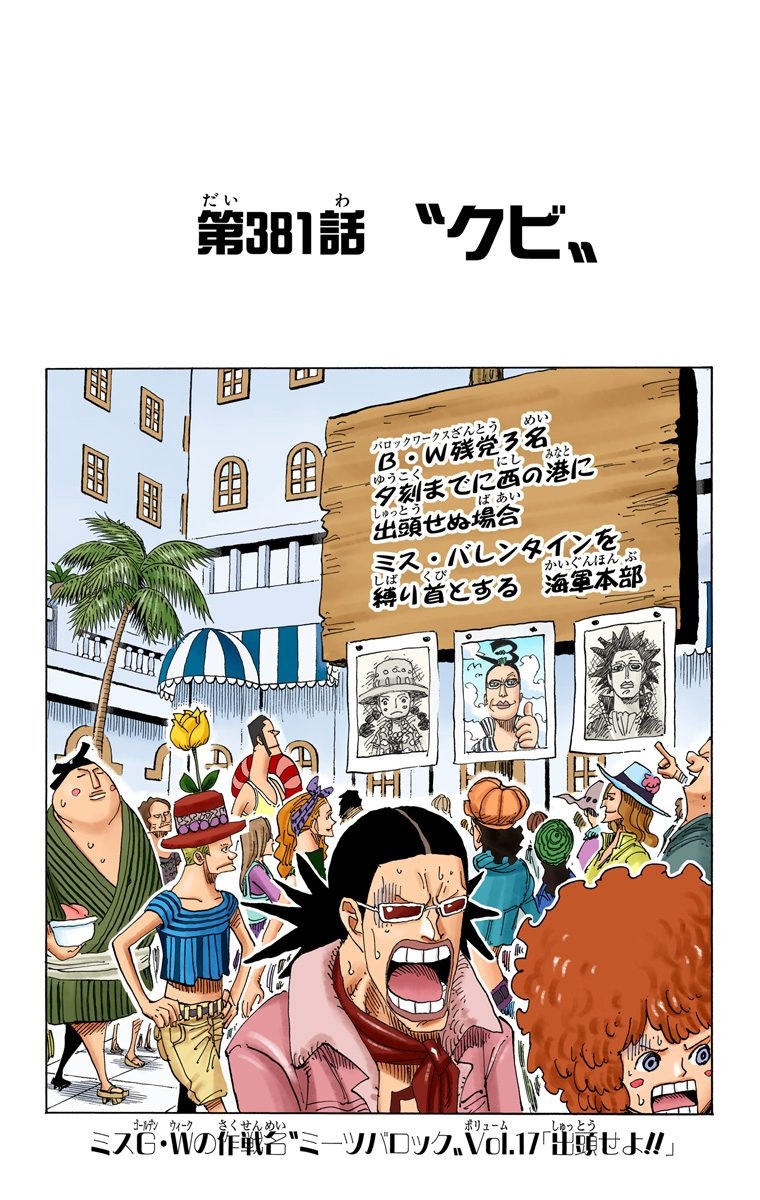 第381話 〝クビ〟
B・W残党3名
夕刻までに西の港に
出頭せぬ場合
ミス・バレンタインを
縛り首とする 海軍本部
ミスG・Wの作戦名〝ミーツバロック〟Vol.17「出頭せよ!!」